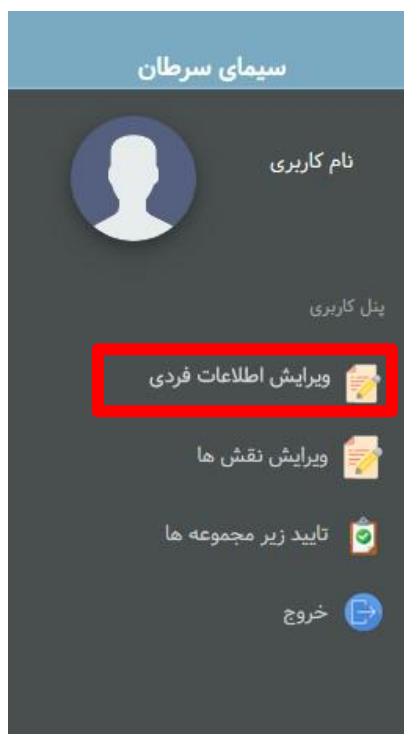 سیمای سرطان
نام کاربری
پنل کاربری
ویرایش اطلاعات فردی
ویرایش نقش ها
تایید زیر مجموعه ها
خروج